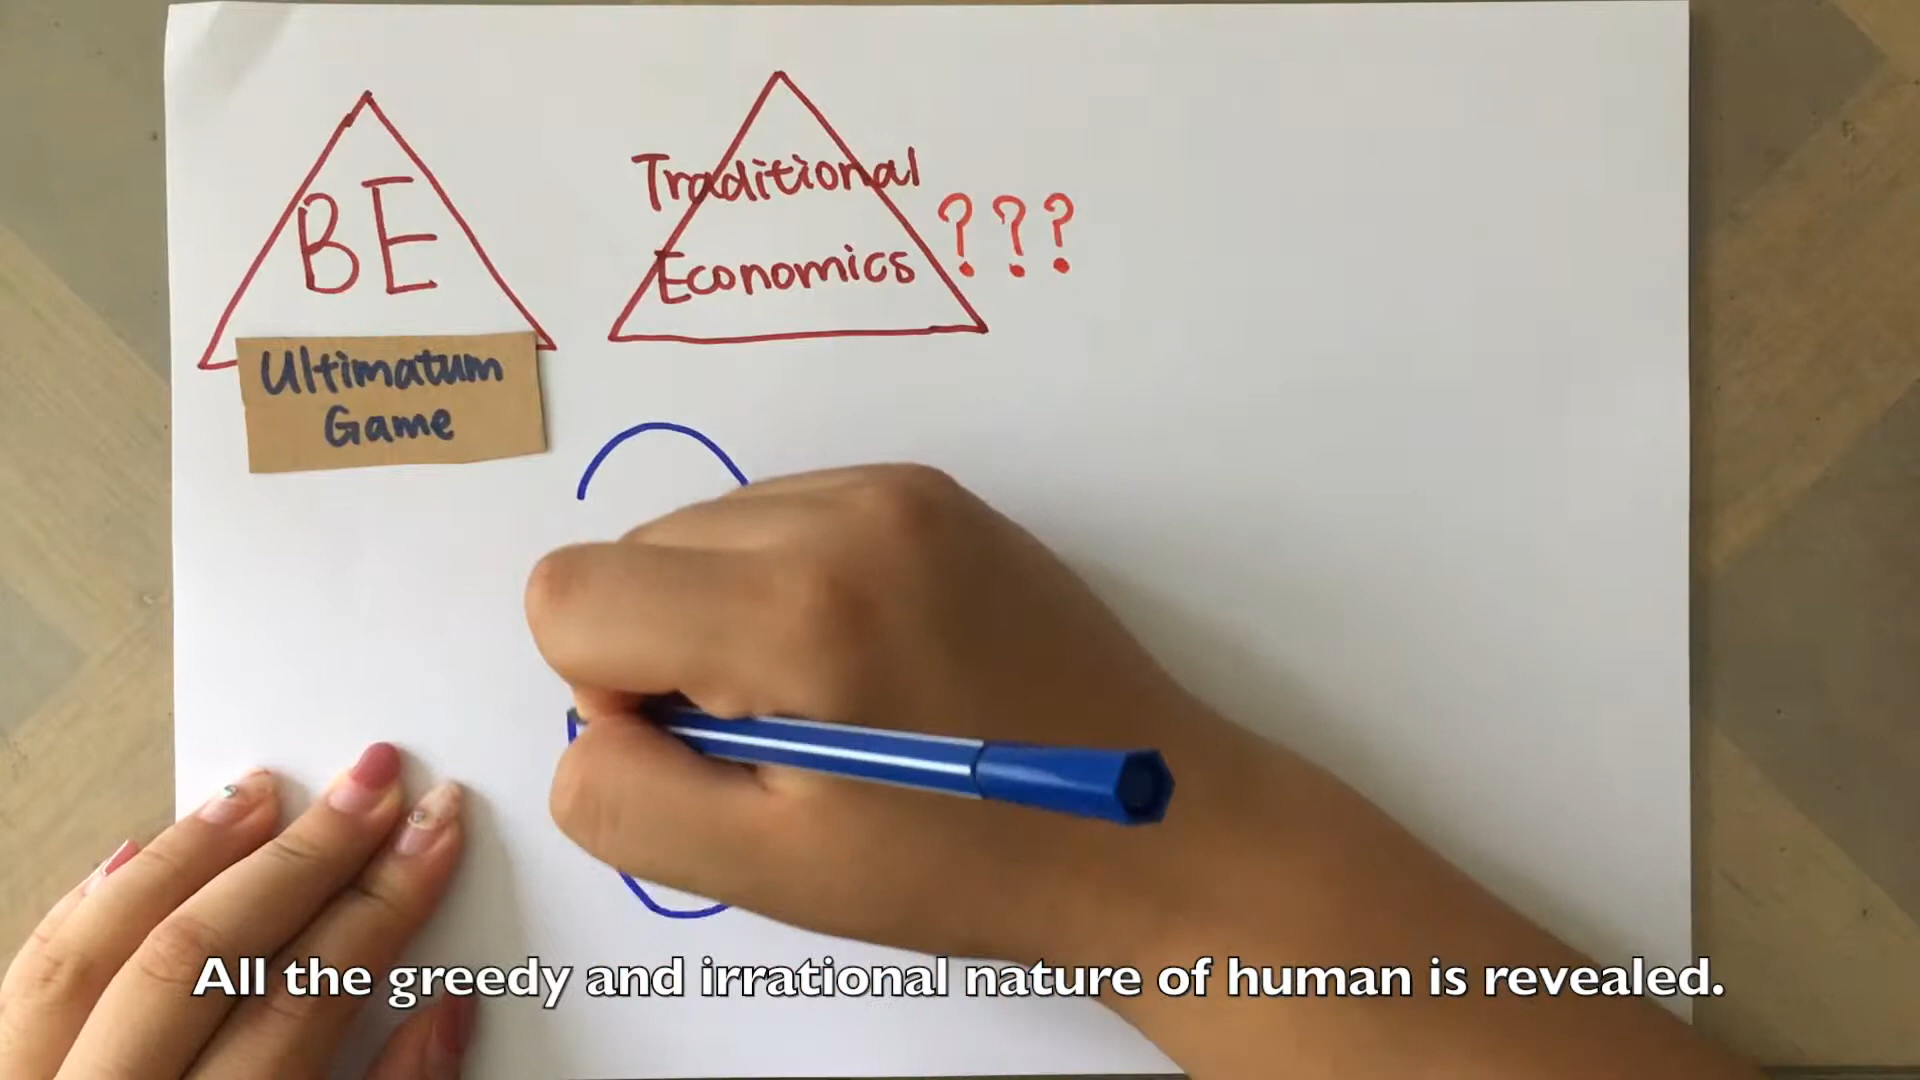 BE
Ultimatum
Game
Traditional
Economics
???
All the greedy and irrational nature of human is revealed.